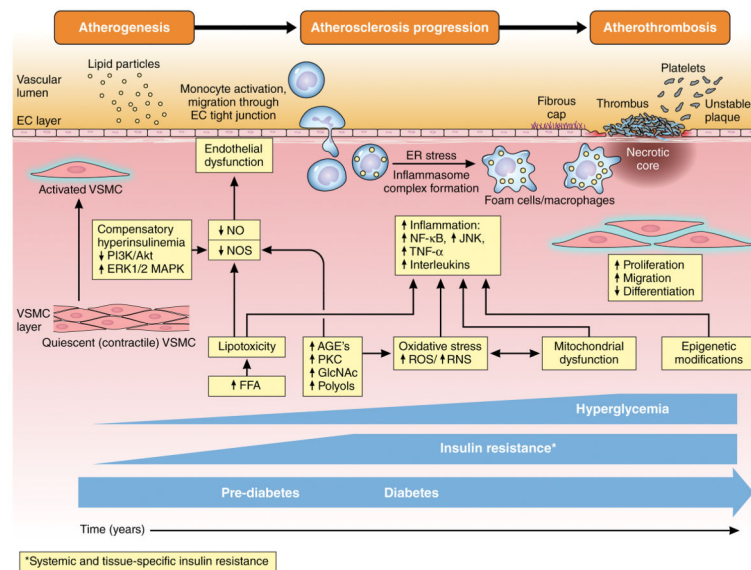 Atherogenesis
Atherosclerosis progression
Atherothrombosis
Lipid particles
Vascular
lumen
EC layer
Monocyte activation,
migration through
EC tight junction
Platelets
Fibrous
cap
Thrombus
Unstable
plaque
Endothelial
dysfunction
ER stress
Inflammasome
complex formation
Foam cells/macrophages
Necrotic
core
Activated VSMC
Compensatory
hyperinsulinemia
↓ PI3K/Akt
↑ ERK1/2 MAPK
↓ NO
↓ NOS
↑ Inflammation:
↑ NF-κB, ↑ JNK,
↑ TNF-α
↑ Interleukins
↑ Proliferation
↑ Migration
↓ Differentiation
VSMC
layer
Quiescent (contractile) VSMC
Lipotoxicity
↑ FFA
↑ AGE's
↑ PKC
↑ GlcNAc
↑ Polyols
Oxidative stress
↑ ROS/ ↑ RNS
Mitochondrial
dysfunction
Epigenetic
modifications
Hyperglycemia
Insulin resistance*
Pre-diabetes
Diabetes
Time (years)
*Systemic and tissue-specific insulin resistance